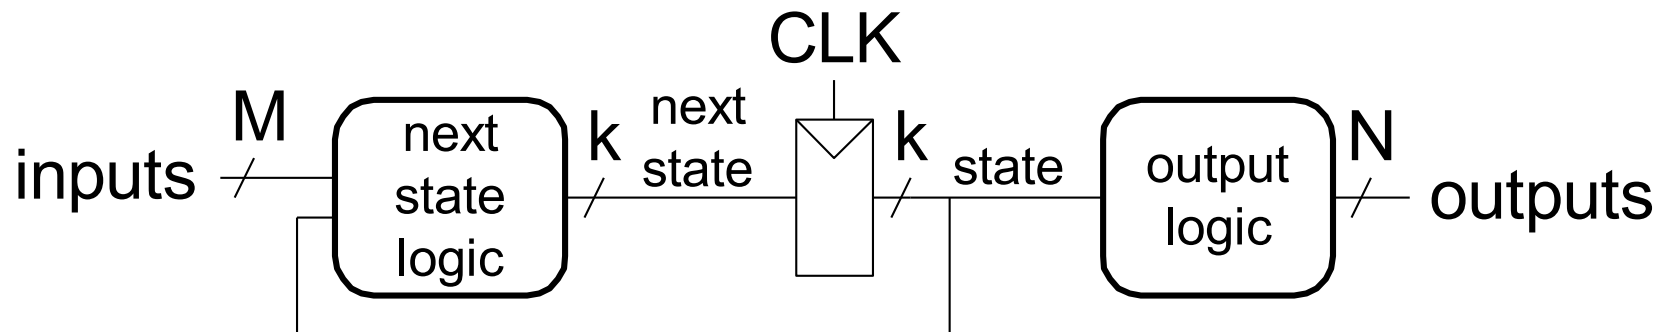 CLK
inputs
M
next
state
logic
k
next
state
k
state
output
logic
N
outputs